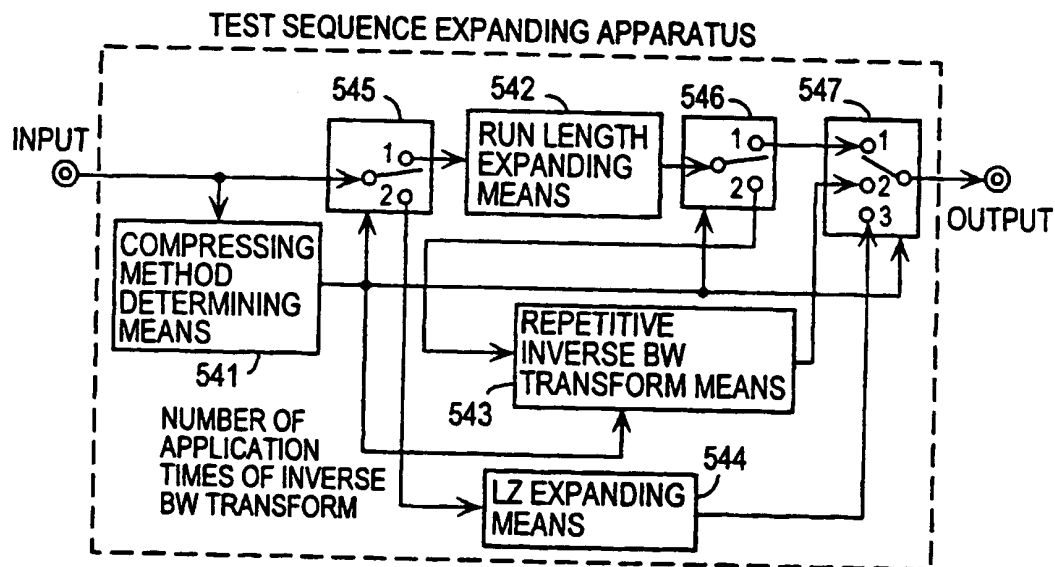 TEST SEQUENCE EXPANDING APPARATUS
545
542
546
547
INPUT
1
2
RUN LENGTH
EXPANDING
MEANS
1
2
1
2
3
OUTPUT
COMPRESSING
METHOD
DETERMINING
MEANS
541
REPETITIVE
INVERSE BW
TRANSFORM MEANS
543
NUMBER OF
APPLICATION
TIMES OF INVERSE
BW TRANSFORM
544
LZ EXPANDING
MEANS